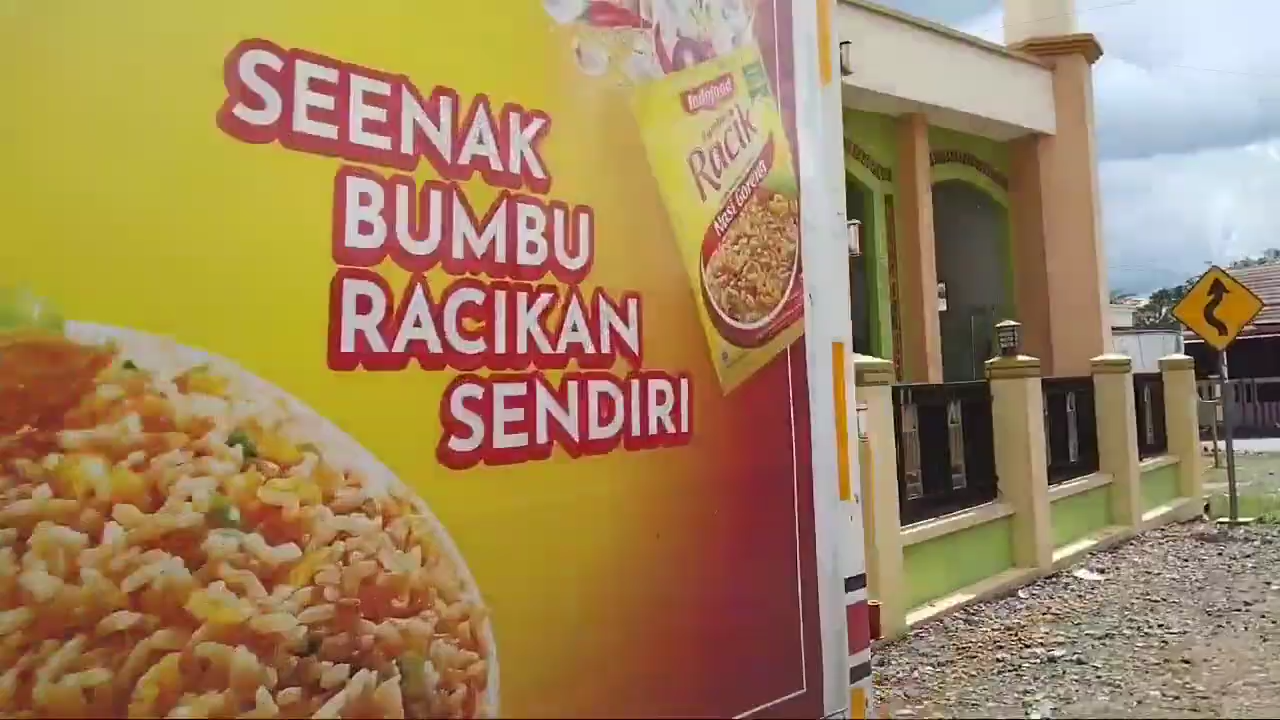 SEENAK
BUMBU
RACIKAN
SENDIRI
Indofood
Racik
Nasi Goreng